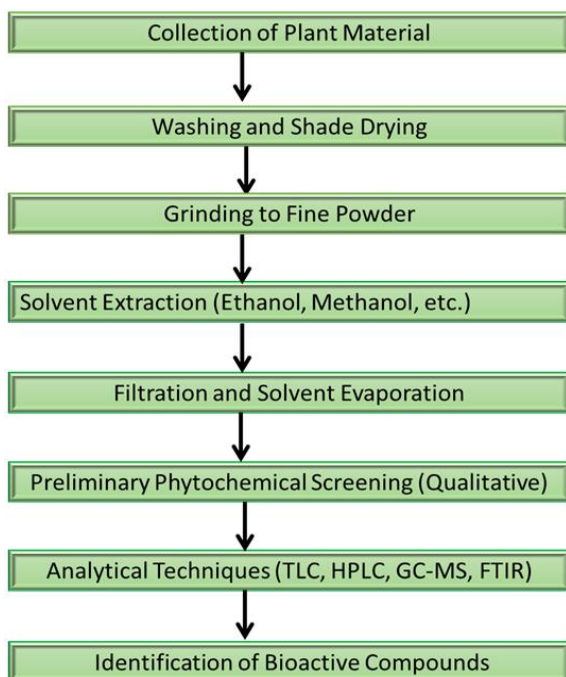 Collection of Plant Material
Washing and Shade Drying
Grinding to Fine Powder
Solvent Extraction (Ethanol, Methanol, etc.)
Filtration and Solvent Evaporation
Preliminary Phytochemical Screening (Qualitative)
Analytical Techniques (TLC, HPLC, GC-MS, FTIR)
Identification of Bioactive Compounds